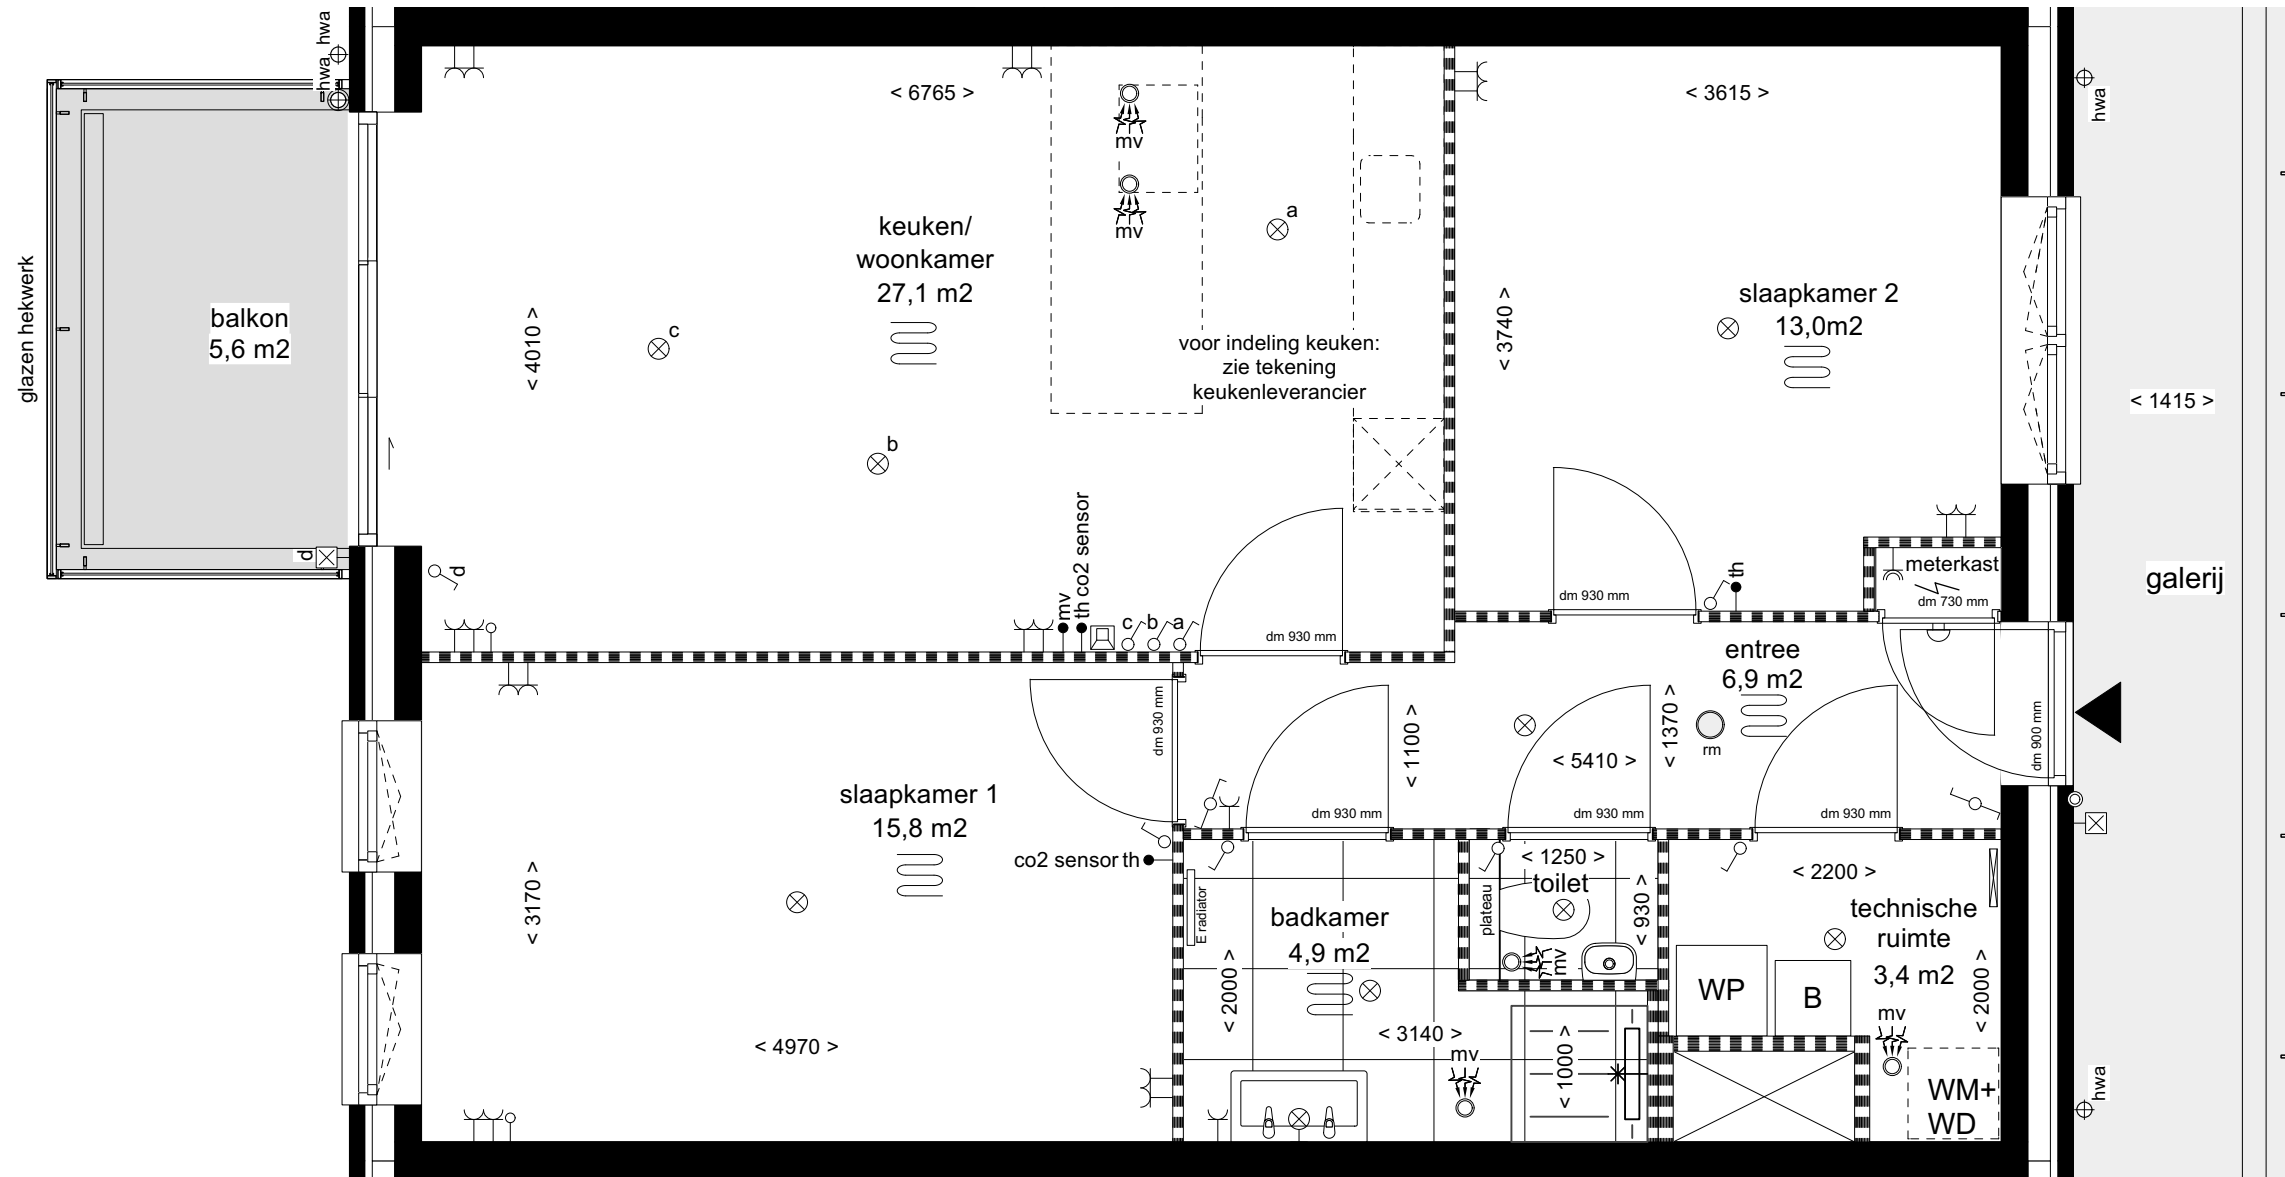 hwa
hwa
hwa
< 6765 >
< 3615 >
mv
mv
a
keuken/
woonkamer
27,1 m2
slaapkamer 2
13,0m2
glazen hekwerk
balkon
5,6 m2
< 4010 >
c
voor indeling keuken:
zie tekening
keukenleverancier
< 3740 >
< 1415 >
b
d
d
mv
th co2 sensor
c
b
a
dm 930 mm
dm 930 mm
th
meterkast
dm 730 mm
galerij
entree
6,9 m2
dm 930 mm
< 1100 >
< 5410 >
< 1370 >
rm
dm 900 mm
slaapkamer 1
15,8 m2
dm 930 mm
dm 930 mm
dm 930 mm
co2 sensor th
< 3170 >
E radiator
badkamer
4,9 m2
plateau
< 1250 >
toilet
< 930 >
mv
< 2200 >
technische
ruimte
3,4 m2
< 2000 >
< 2000 >
WP
B
mv
< 4970 >
< 3140 >
mv
< 1000 >
WM+
WD
hwa